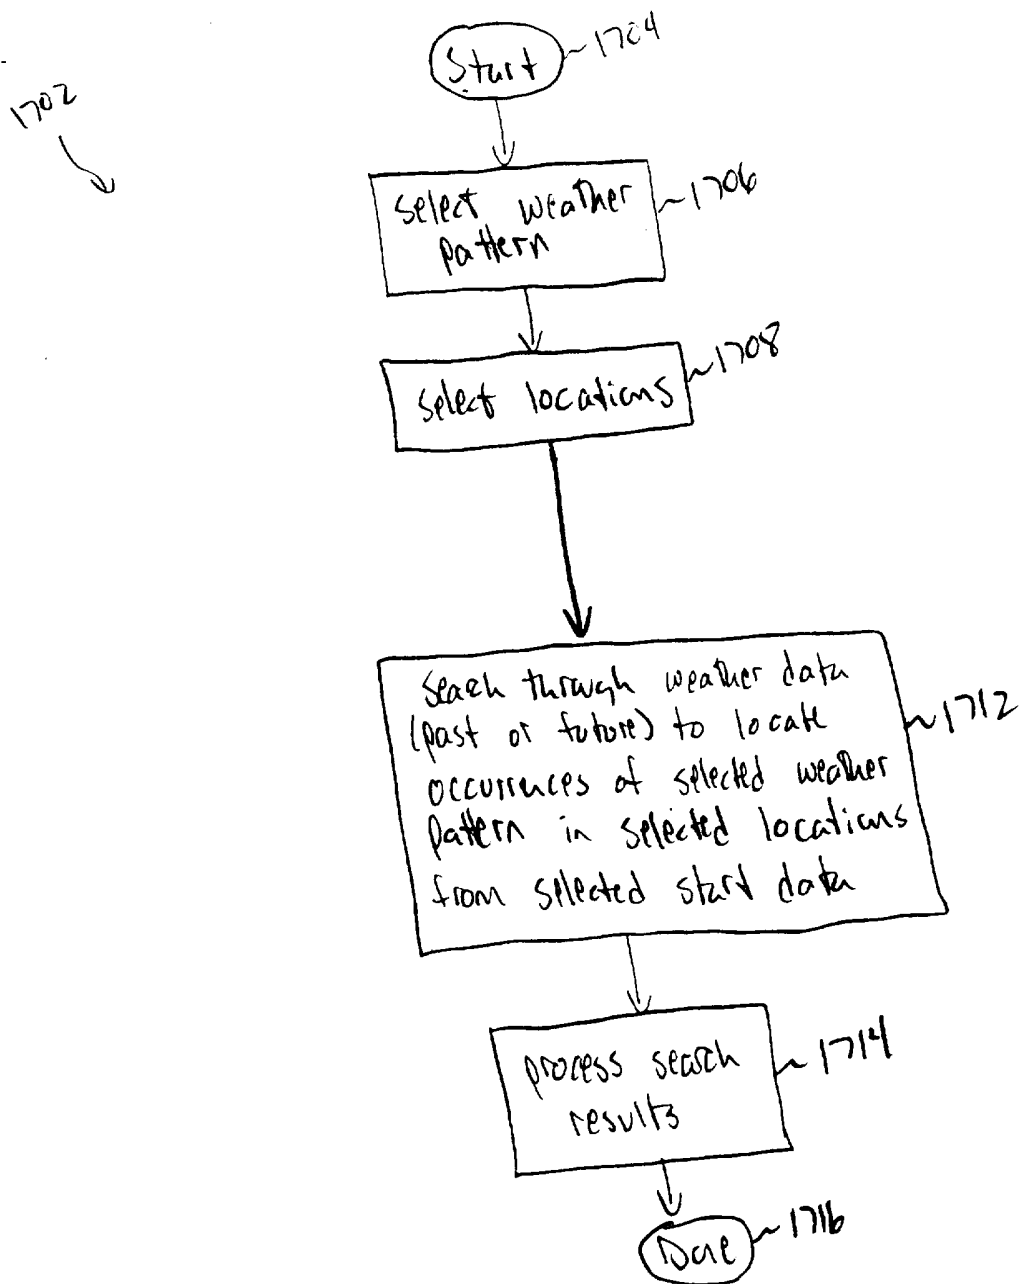 1702
Start
1704
select weather
pattern
1706
select locations
1708
seach through weather data
(past or future) to locate
occurrences of selected weather
pattern in selected locations
from selected start data
1712
process search
results
1714
Done
1716